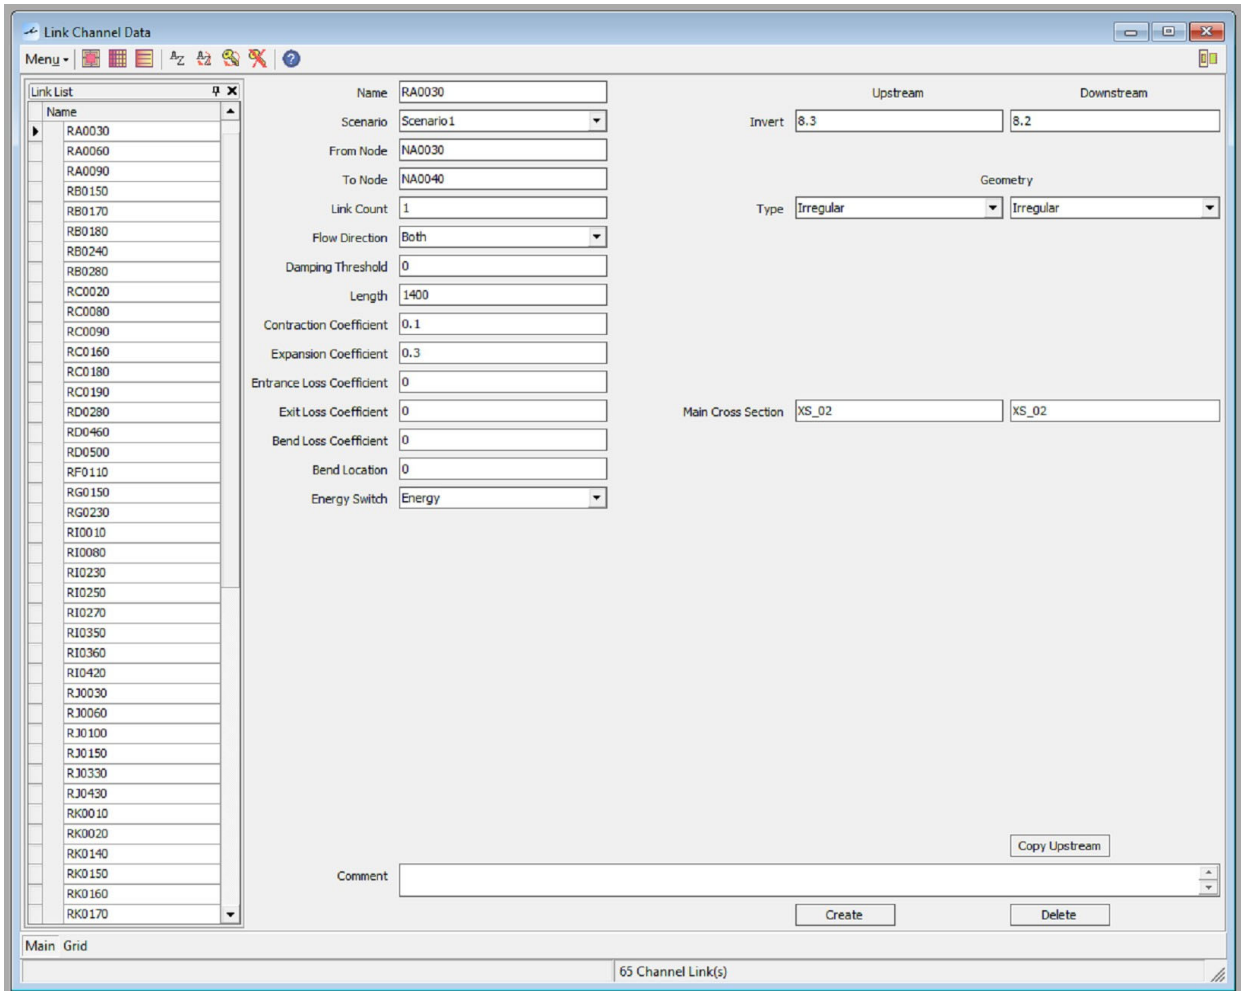 Link Channel Data
Menu
Link List
Name
RA0030
RA0060
RA0090
RB0150
RB0170
RB0180
RB0240
RB0280
RC0020
RC0080
RC0090
RC0160
RC0180
RC0190
RD0280
RD0460
RD0500
RF0110
RG0150
RG0230
RI0010
RI0080
RI0230
RI0250
RI0270
RI0350
RI0360
RI0420
RJ0030
RJ0060
RJ0100
RJ0150
RJ0330
RJ0430
RK0010
RK0020
RK0140
RK0150
RK0160
RK0170
Name RA0030
Scenario Scenario1
From Node NA0030
To Node NA0040
Link Count 1
Flow Direction Both
Damping Threshold 0
Length 1400
Contraction Coefficient 0.1
Expansion Coefficient 0.3
Entrance Loss Coefficient 0
Exit Loss Coefficient 0
Bend Loss Coefficient 0
Bend Location 0
Energy Switch Energy
Upstream Downstream
Invert 8.3 8.2
Geometry
Type Irregular Irregular
Main Cross Section XS_02 XS_02
Copy Upstream
Comment
Create Delete
Main Grid
65 Channel Link(s)